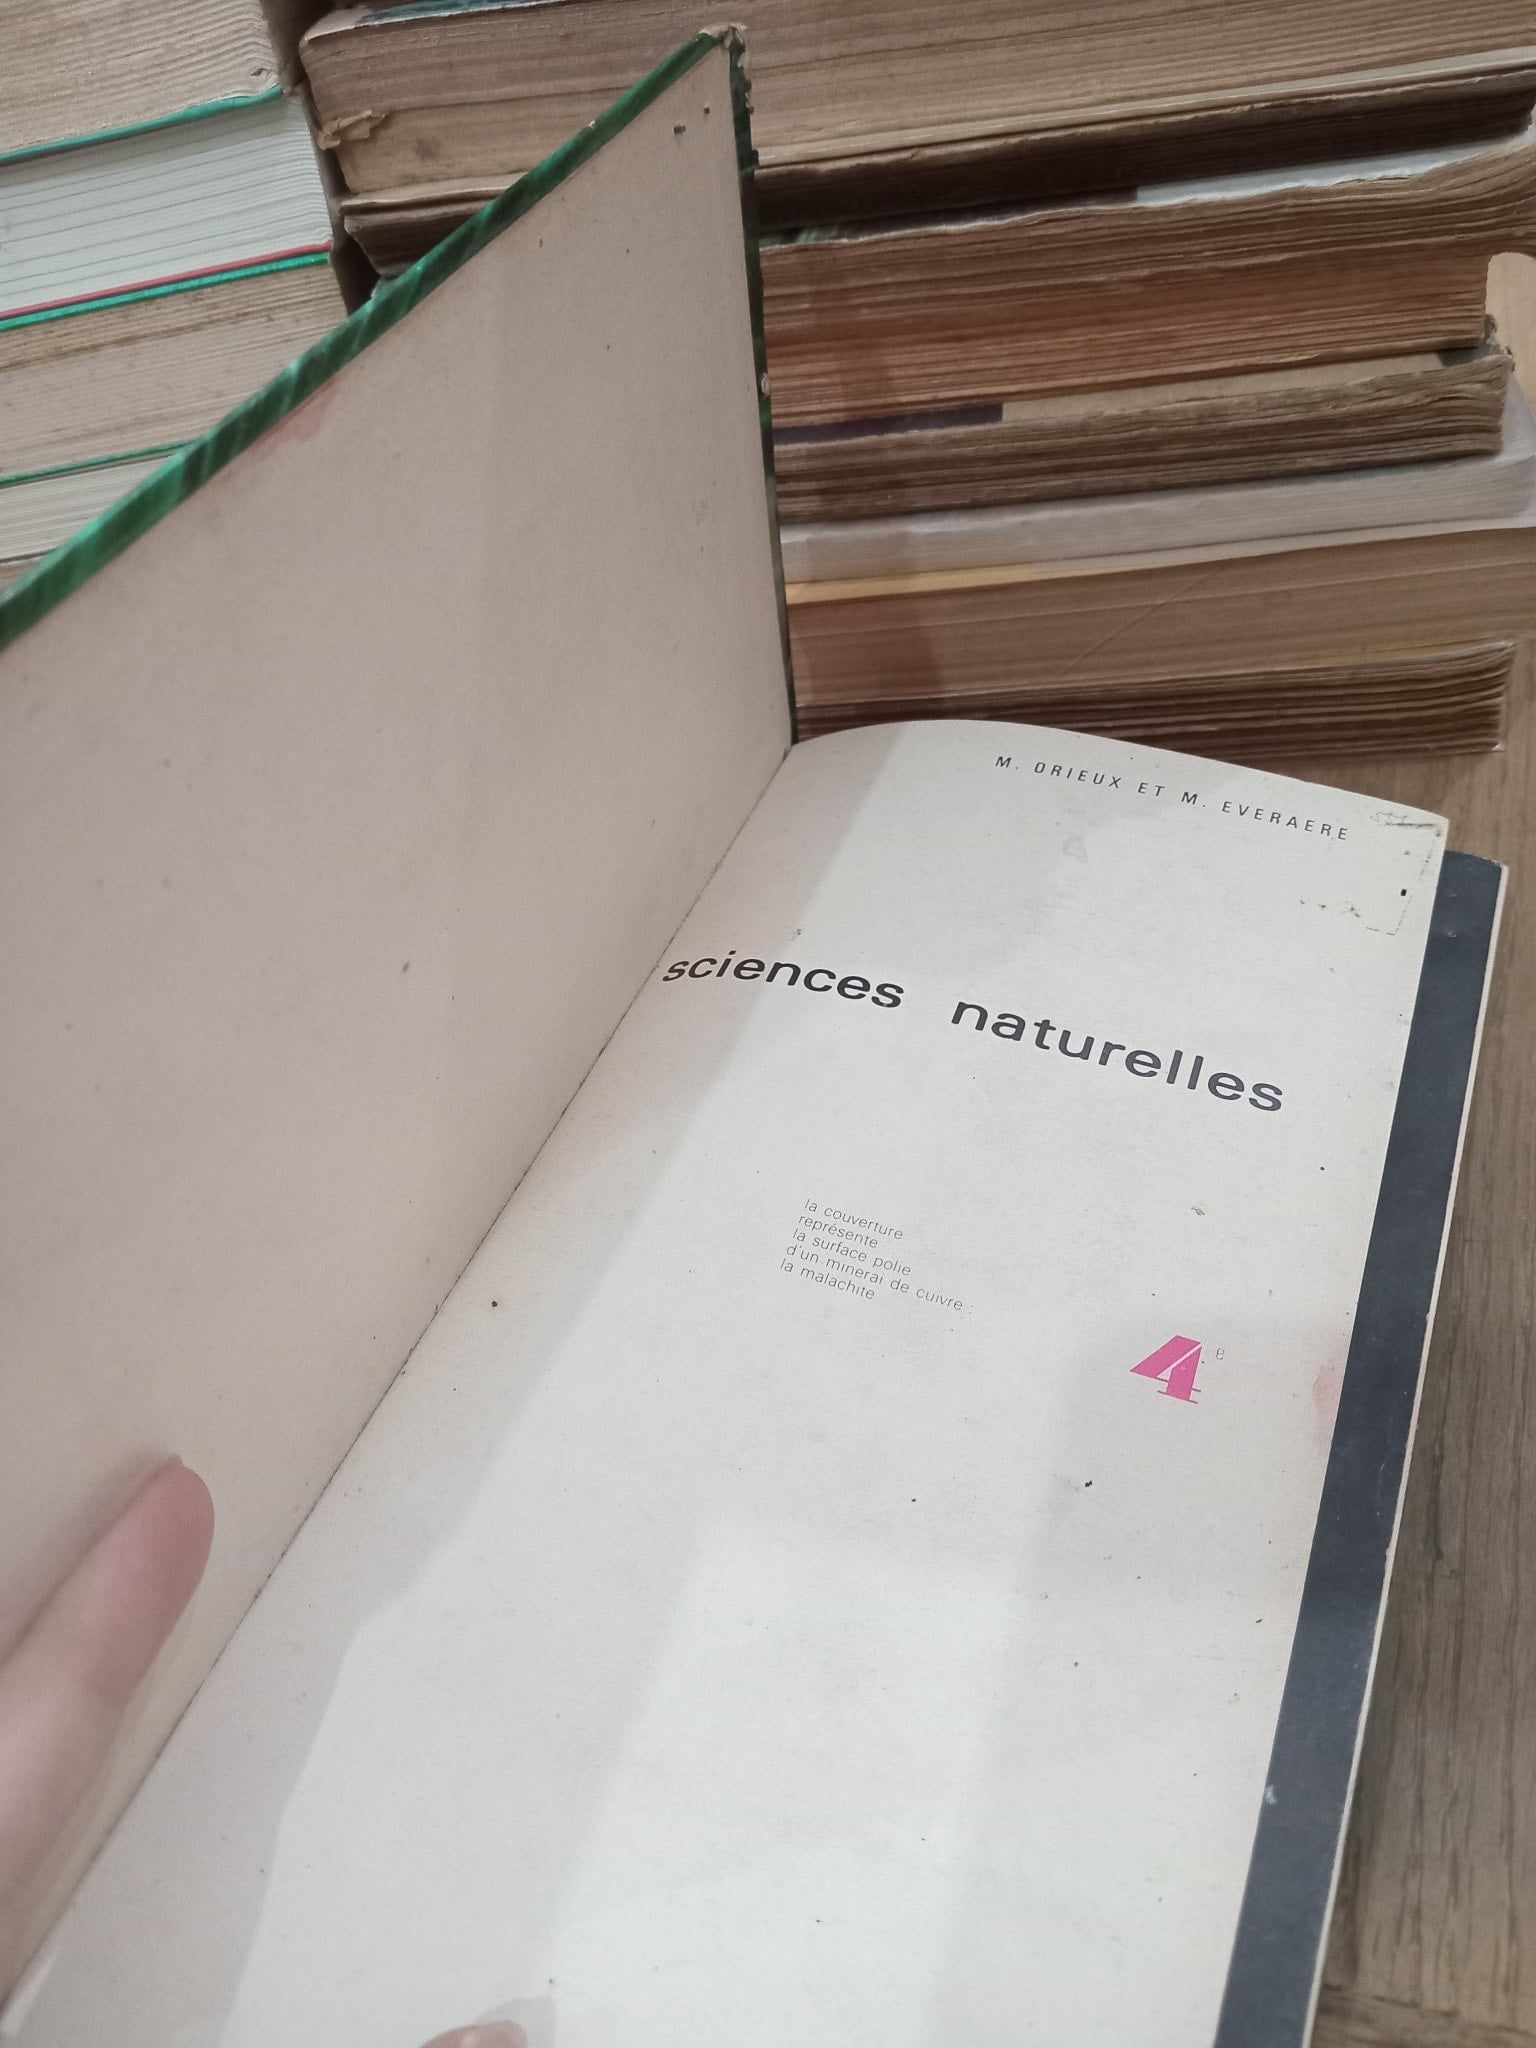 M. ORIEUX ET M. EVERAERE
sciences naturelles
la couverture
représente
la surface polie
d'un minerai de cuivre :
la malachite
4e